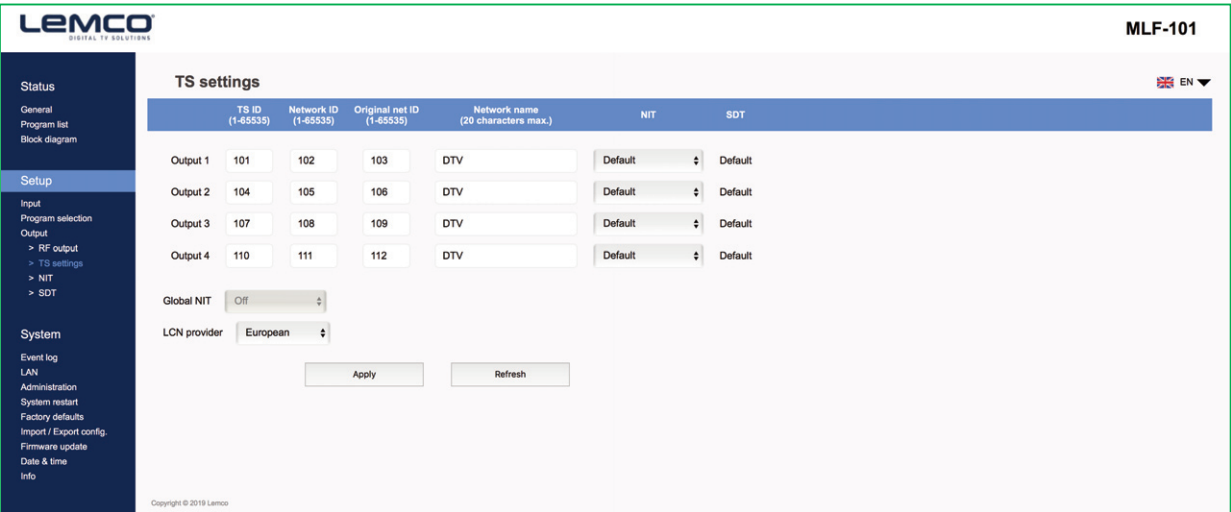 LEMCO
DIGITAL TV SOLUTIONS
MLF-101
Status
General
Program list
Block diagram
Setup
Input
Program selection
Output
> RF output
> TS settings
> NIT
> SDT
System
Event log
LAN
Administration
System restart
Factory defaults
Import / Export config.
Firmware update
Date & time
Info
TS settings
EN
TS ID (1-65535) Network ID (1-65535) Original net ID (1-65535) Network name (20 characters max.) NIT SDT
Output 1 101 102 103 DTV Default Default
Output 2 104 105 106 DTV Default Default
Output 3 107 108 109 DTV Default Default
Output 4 110 111 112 DTV Default Default
Global NIT Off
LCN provider European
Apply Refresh
Copyright © 2019 Lemco